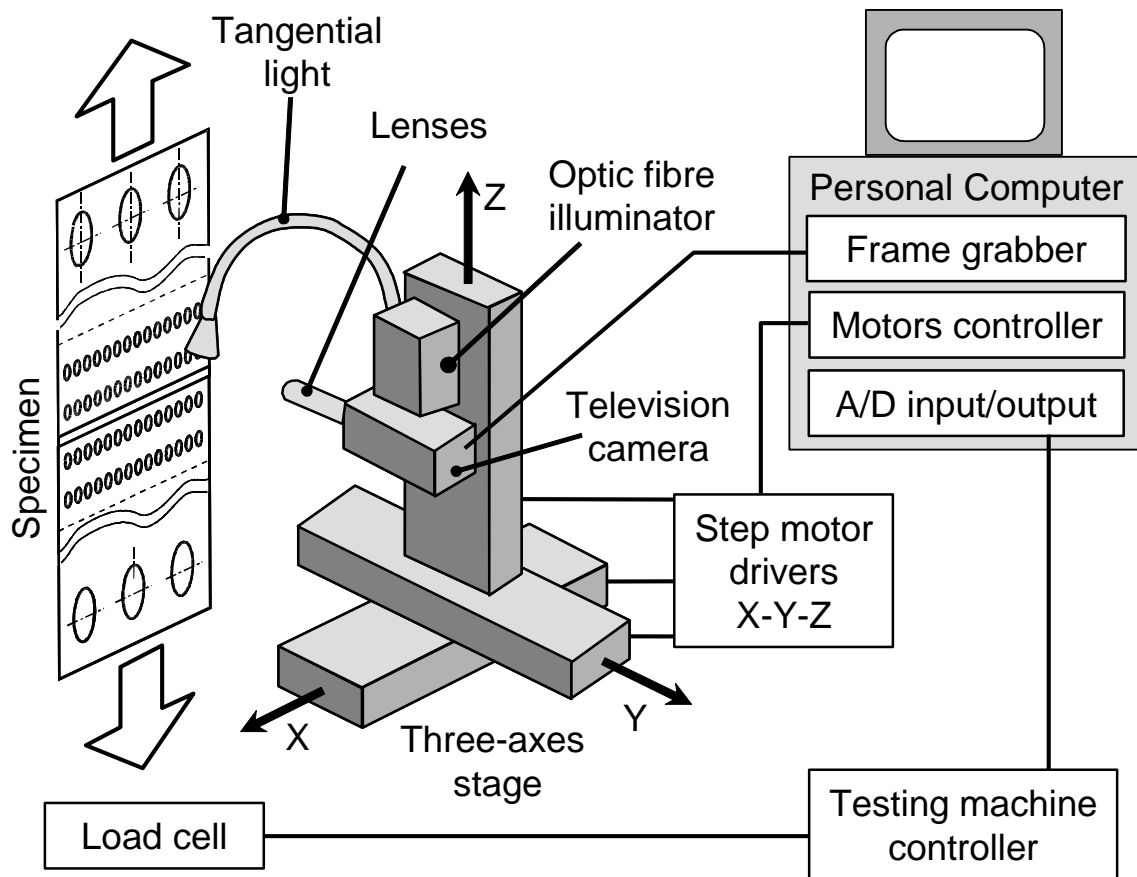 Tangential
light
Lenses
Optic fibre
illuminator
Z
Personal Computer
Frame grabber
Motors controller
A/D input/output
Television
camera
Specimen
Step motor
drivers
X-Y-Z
X
Y
Three-axes
stage
Load cell
Testing machine
controller